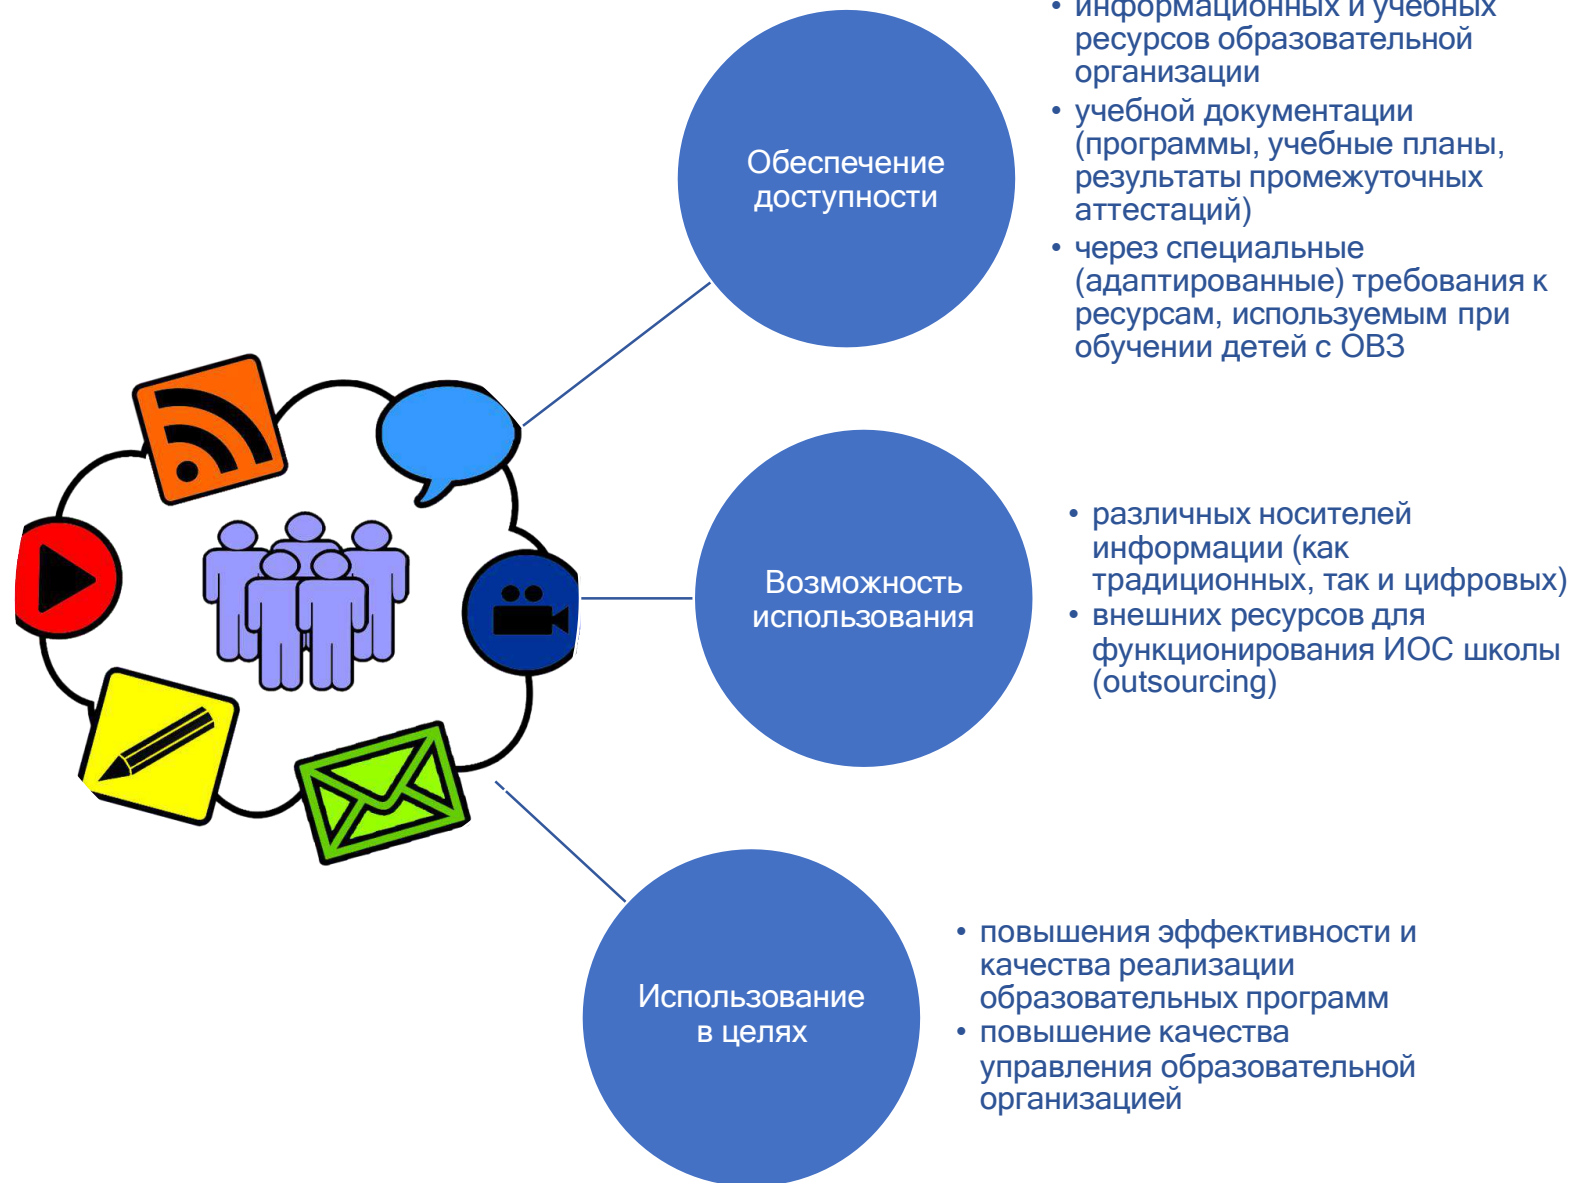 Обеспечение
доступности
• информационных и учебных
ресурсов образовательной
организации
• учебной документации
(программы, учебные планы,
результаты промежуточных
аттестаций)
• через специальные
(адаптированные) требования к
ресурсам, используемым при
обучении детей с ОВЗ
Возможность
использования
• различных носителей
информации (как
традиционных, так и цифровых)
• внешних ресурсов для
функционирования ИОС школы
(outsourcing)
Использование
в целях
• повышения эффективности и
качества реализации
образовательных программ
• повышение качества
управления образовательной
организацией